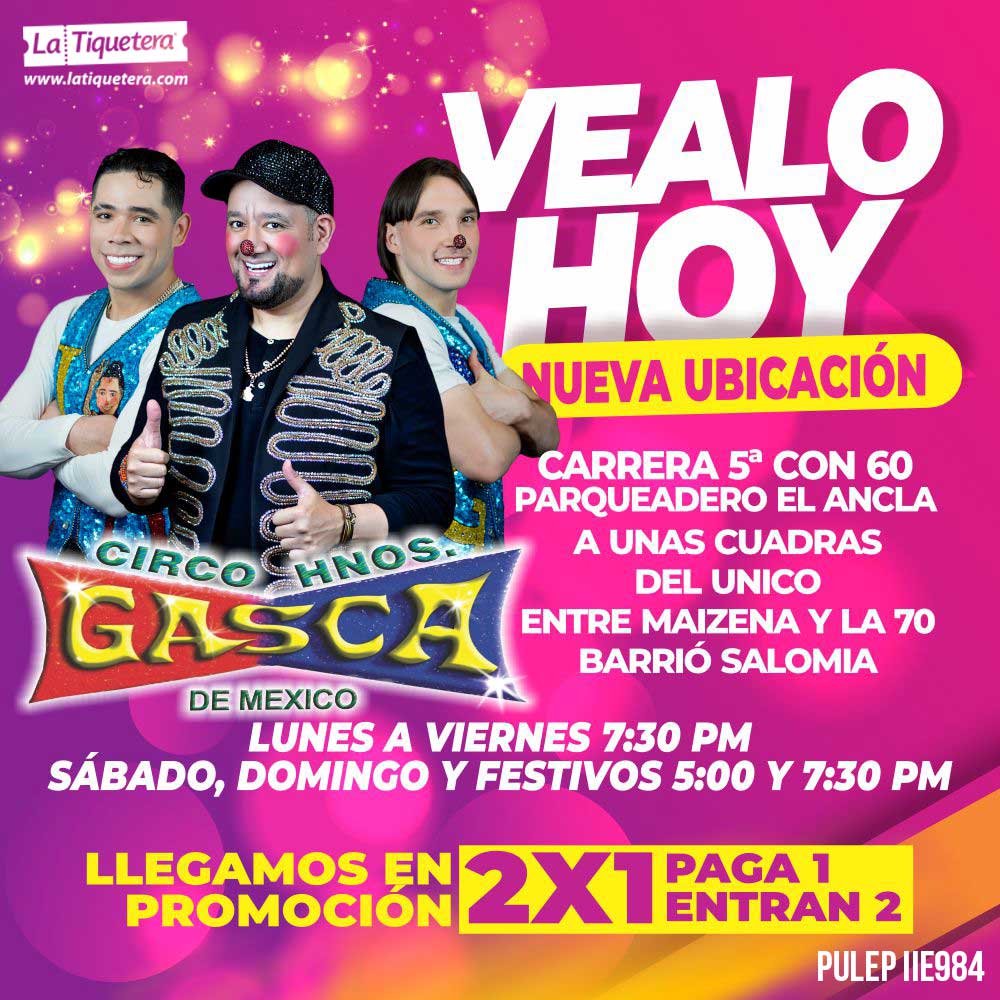 La Tiquetera
www.latiquetera.com
VEALO
HOY
NUEVA UBICACIÓN
CARRERA 5ª CON 60
PARQUEADERO EL ANCLA
A UNAS CUADRAS
DEL UNICO
ENTRE MAIZENA Y LA 70
BARRIÓ SALOMIA
CIRCO HNOS.
GASCA
DE MEXICO
LUNES A VIERNES 7:30 PM
SÁBADO, DOMINGO Y FESTIVOS 5:00 Y 7:30 PM
LLEGAMOS EN
PROMOCIÓN
2X1
PAGA 1
ENTRAN 2
PULEP IIE984